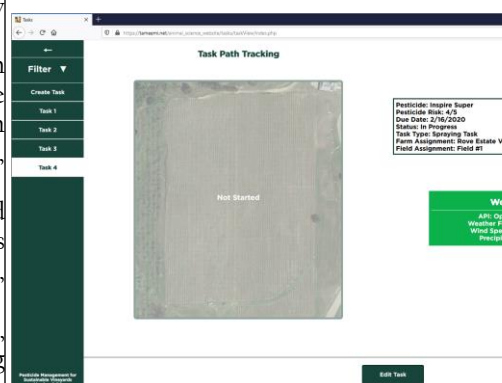 Tasks
https://tamsaml.net/enviro_science_website/tasks/taskView/index.php
←
Filter ▼
Create Task
Task 1
Task 2
Task 3
Task 4
Task Path Tracking
Not Started
Pesticide: Inspire Super
Pesticide Risk: 4/5
Due Date: 2/16/2020
Status: In Progress
Task Type: Spraying Task
Farm Assignment: Rove Estate V
Field Assignment: Field #1
We
API: Op
Weather F
Wind Spe
Precipi
Edit Task
Pesticide Management for
Sustainable Vineyards